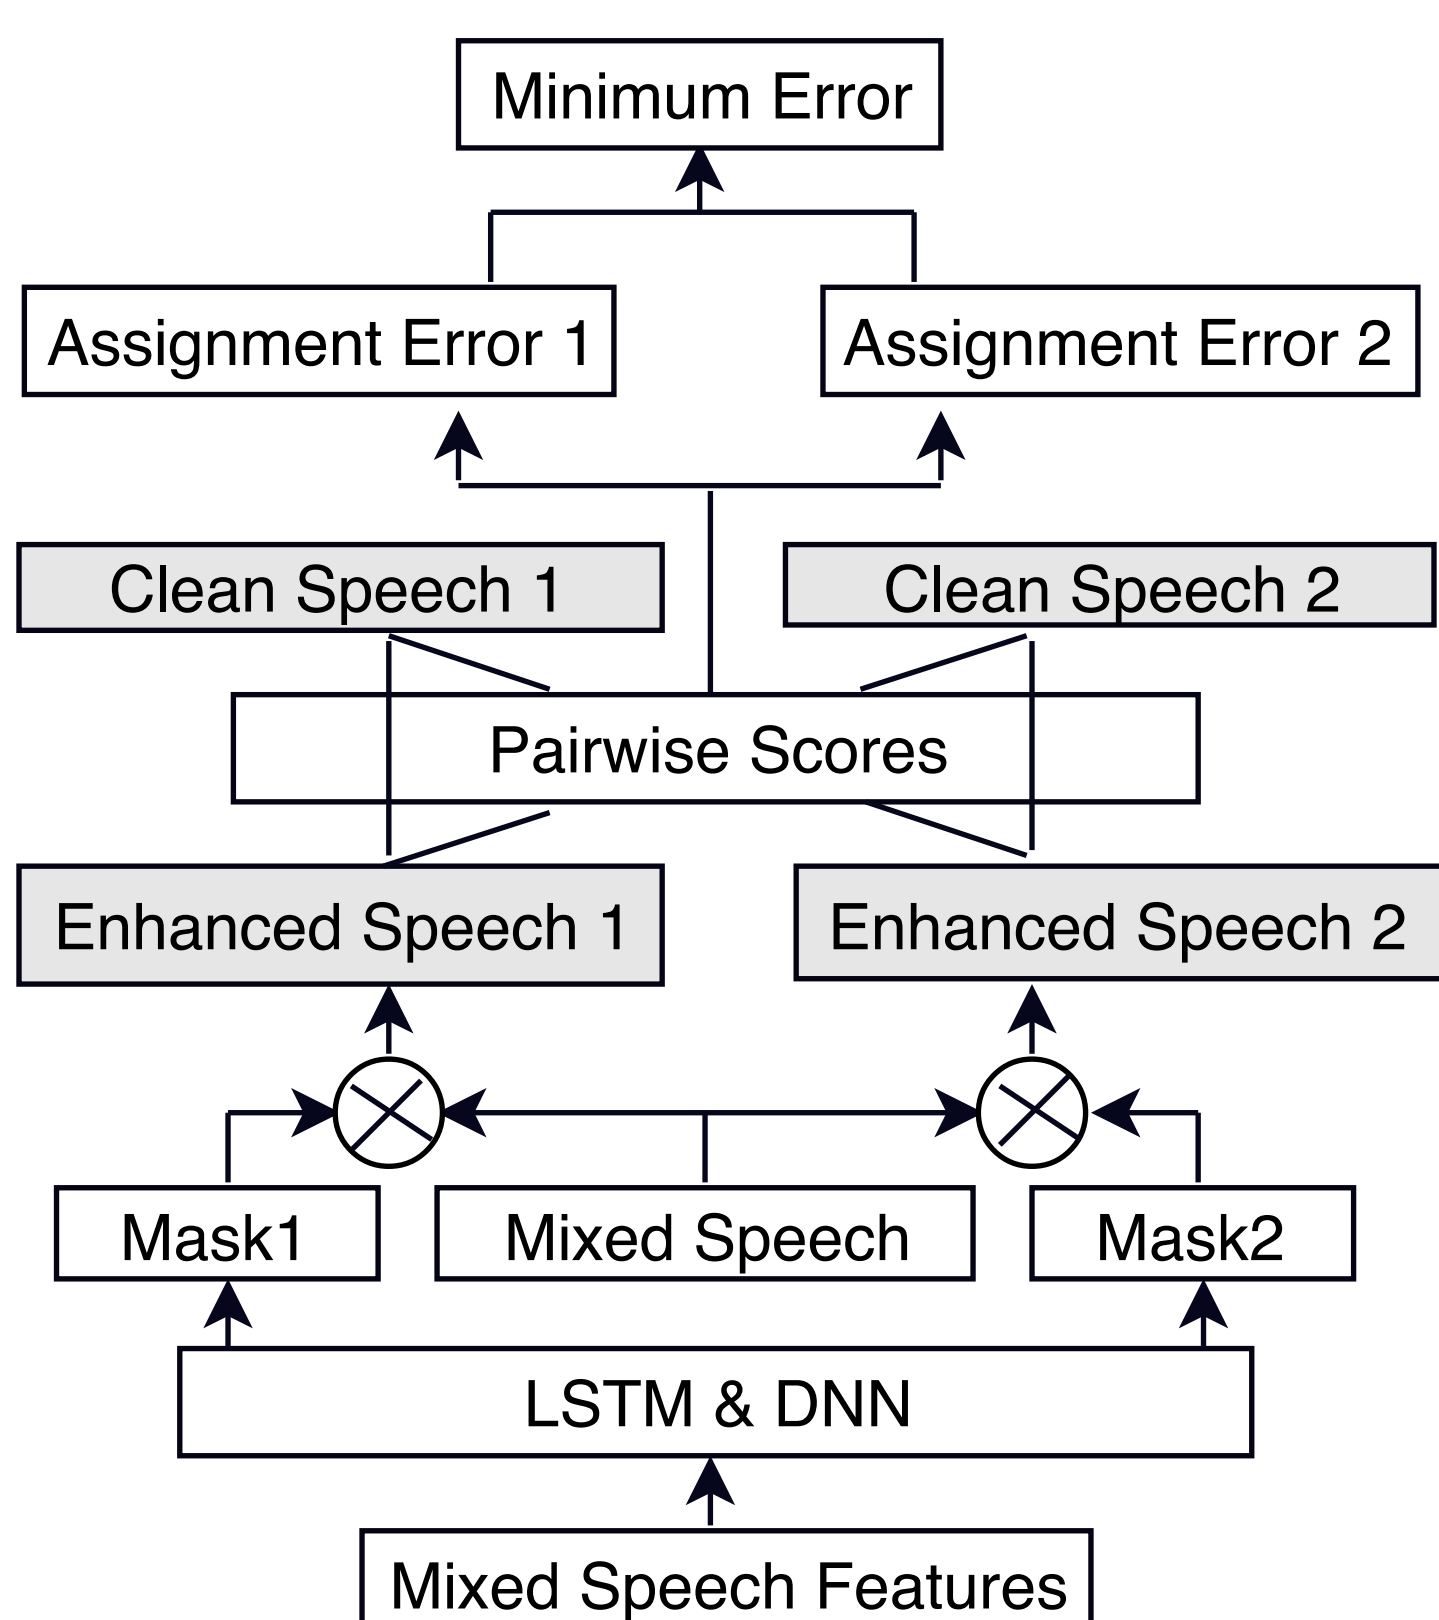 Minimum Error
Assignment Error 1
Assignment Error 2
Clean Speech 1
Clean Speech 2
Pairwise Scores
Enhanced Speech 1
Enhanced Speech 2
Mask1
Mixed Speech
Mask2
LSTM & DNN
Mixed Speech Features